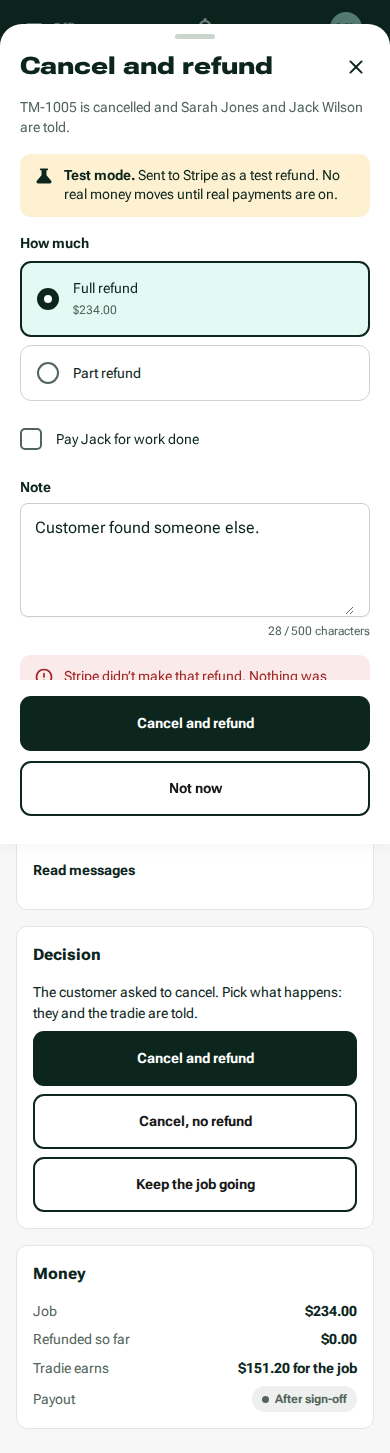 Cancel and refund
TM-1005 is cancelled and Sarah Jones and Jack Wilson
are told.
Test mode. Sent to Stripe as a test refund. No
real money moves until real payments are on.
How much
Full refund
$234.00
Part refund
Pay Jack for work done
Note
Customer found someone else.
28 / 500 characters
Stripe didn’t make that refund. Nothing was
Cancel and refund
Not now
Read messages
Decision
The customer asked to cancel. Pick what happens:
they and the tradie are told.
Cancel and refund
Cancel, no refund
Keep the job going
Money
Job $234.00
Refunded so far $0.00
Tradie earns $151.20 for the job
Payout After sign-off